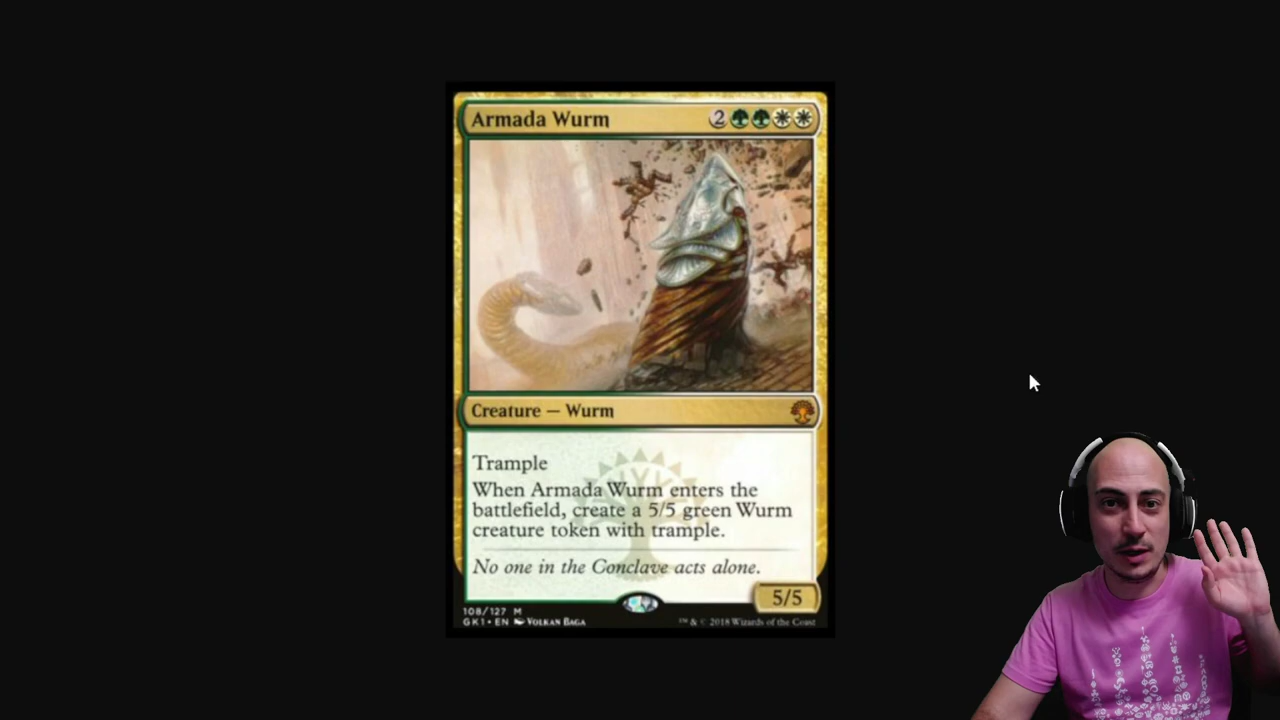 Armada Wurm 2
Creature — Wurm
Trample
When Armada Wurm enters the
battlefield, create a 5/5 green Wurm
creature token with trample.
No one in the Conclave acts alone.
5/5
108/127 M
GK1 • EN Volkan Baga
™ & © 2018 Wizards of the Coast